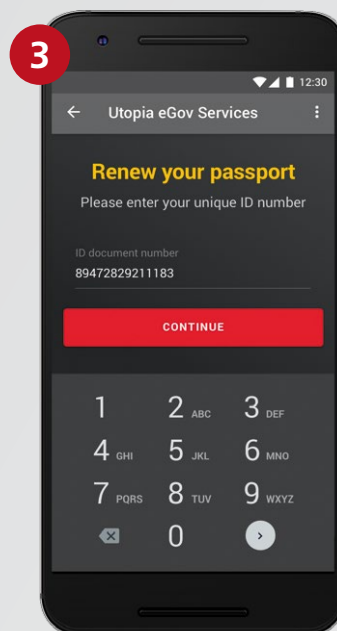 3
12:30
Utopia eGov Services
Renew your passport
Please enter your unique ID number
ID document number
89472829211183
CONTINUE
1 2 ABC 3 DEF
4 GHI 5 JKL 6 MNO
7 PQRS 8 TUV 9 WXYZ
0